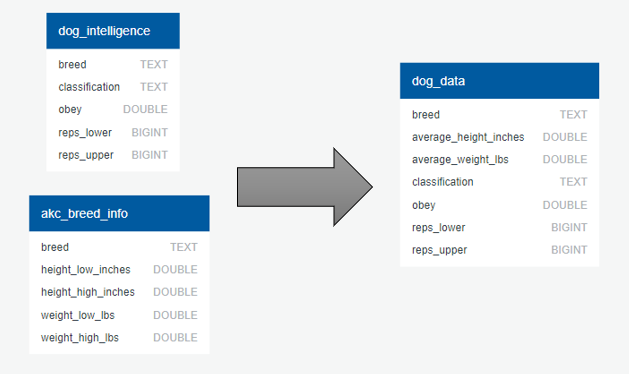 dog_intelligence
breed TEXT
classification TEXT
obey DOUBLE
reps_lower BIGINT
reps_upper BIGINT
akc_breed_info
breed TEXT
height_low_inches DOUBLE
height_high_inches DOUBLE
weight_low_lbs DOUBLE
weight_high_lbs DOUBLE
dog_data
breed TEXT
average_height_inches DOUBLE
average_weight_lbs DOUBLE
classification TEXT
obey DOUBLE
reps_lower BIGINT
reps_upper BIGINT